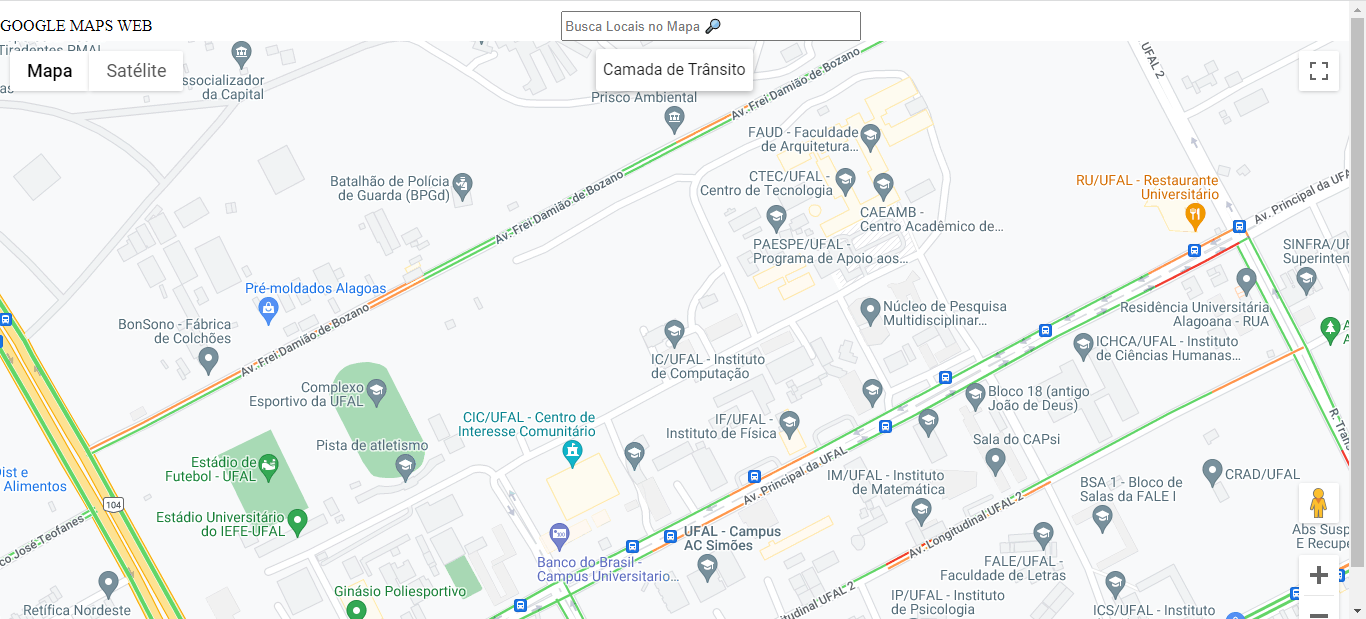 GOOGLE MAPS WEB
Busca Locais no Mapa
Tiradentes PMAL
Mapa
Satélite
Camada de Trânsito
ssocializador
da Capital
Prisco Ambiental
UFAL 2
Av. Frei Damião de Bozano
FAUD - Faculdade
de Arquitetura...
Batalhão de Polícia
de Guarda (BPGd)
CTEC/UFAL -
Centro de Tecnologia
RU/UFAL - Restaurante
Universitário
Av. Principal da UFA
CAEAMB -
Centro Acadêmico de...
Av. Frei Damião de Bozano
PAESPE/UFAL -
Programa de Apoio aos...
SINFRA/UF
Superinten
Pré-moldados Alagoas
Núcleo de Pesquisa
Multidisciplinar...
Residência Universitária
Alagoana - RUA
BonSono - Fábrica
de Colchões
Av. Frei Damião de Bozano
ICHCA/UFAL - Instituto
de Ciências Humanas...
IC/UFAL - Instituto
de Computação
Complexo
Esportivo da UFAL
Bloco 18 (antigo
João de Deus)
CIC/UFAL - Centro de
Interesse Comunitário
IF/UFAL -
Instituto de Física
R. Trans
Pista de atletismo
Sala do CAPsi
Av. Principal da UFAL
Estádio de
Futebol - UFAL
Dist e
Alimentos
IM/UFAL - Instituto
de Matemática
CRAD/UFAL
BSA 1 - Bloco de
Salas da FALE I
104
Av. Longitudinal UFAL 2
Estádio Universitário
do IEFE-UFAL
co José Teofanes
UFAL - Campus
AC Simões
Abs Susp
E Recupe
Banco do Brasil -
Campus Universitario...
FALE/UFAL -
Faculdade de Letras
Ginásio Poliesportivo
itudinal UFAL 2
IP/UFAL - Instituto
de Psicologia
Retífica Nordeste
ICS/UFAL - Instituto